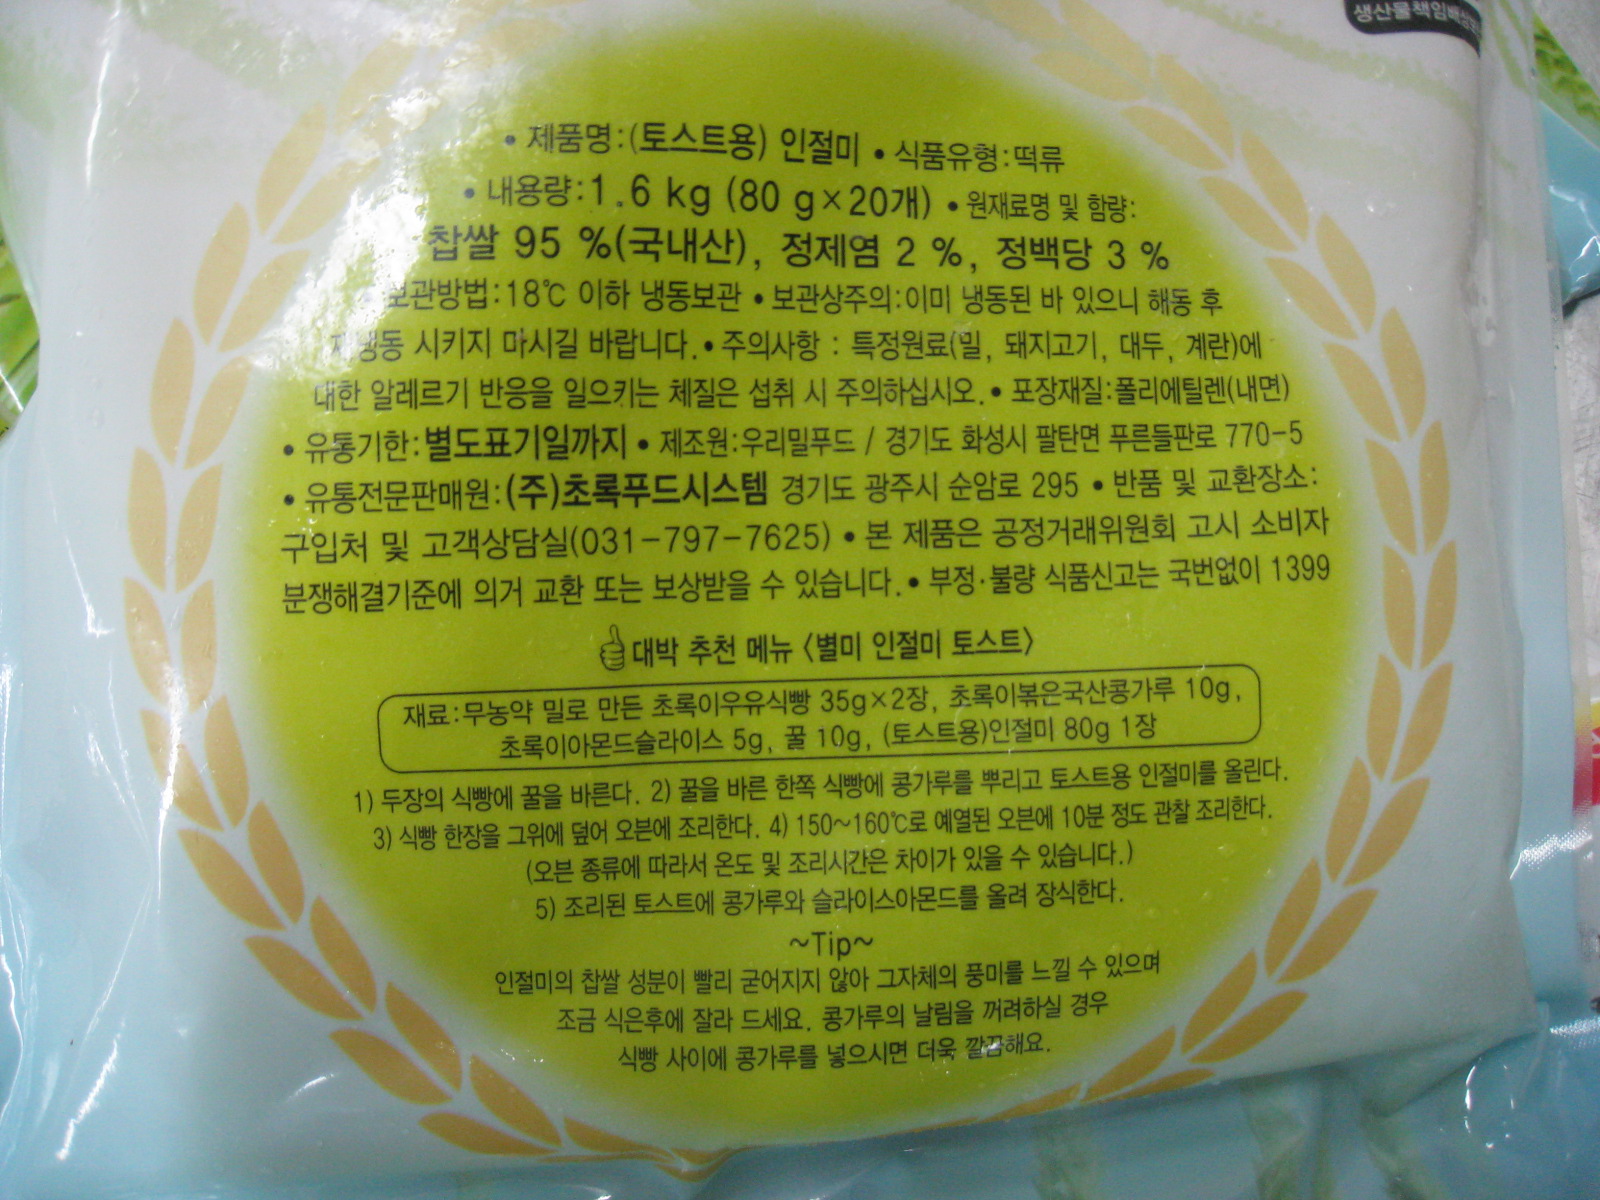 생산물책임배상
• 제품명:(토스트용) 인절미 • 식품유형:떡류
• 내용량:1.6 kg (80 g×20개) • 원재료명 및 함량:
찹쌀 95 %(국내산), 정제염 2 %, 정백당 3 %
보관방법:18℃ 이하 냉동보관 • 보관상주의:이미 냉동된 바 있으니 해동 후
재냉동 시키지 마시길 바랍니다.• 주의사항 : 특정원료(밀, 돼지고기, 대두, 계란)에
대한 알레르기 반응을 일으키는 체질은 섭취 시 주의하십시오.• 포장재질:폴리에틸렌(내면)
• 유통기한:별도표기일까지 • 제조원:우리밀푸드 / 경기도 화성시 팔탄면 푸른들판로 770-5
• 유통전문판매원:(주)초록푸드시스템 경기도 광주시 순암로 295 • 반품 및 교환장소:
구입처 및 고객상담실(031-797-7625) • 본 제품은 공정거래위원회 고시 소비자
분쟁해결기준에 의거 교환 또는 보상받을 수 있습니다.• 부정·불량 식품신고는 국번없이 1399
대박 추천 메뉴 〈별미 인절미 토스트〉
재료:무농약 밀로 만든 초록이우유식빵 35g×2장, 초록이볶은국산콩가루 10g,
초록이아몬드슬라이스 5g, 꿀 10g, (토스트용)인절미 80g 1장
1) 두장의 식빵에 꿀을 바른다. 2) 꿀을 바른 한쪽 식빵에 콩가루를 뿌리고 토스트용 인절미를 올린다.
3) 식빵 한장을 그위에 덮어 오븐에 조리한다. 4) 150~160℃로 예열된 오븐에 10분 정도 관찰 조리한다.
(오븐 종류에 따라서 온도 및 조리시간은 차이가 있을 수 있습니다.)
5) 조리된 토스트에 콩가루와 슬라이스아몬드를 올려 장식한다.
~Tip~
인절미의 찹쌀 성분이 빨리 굳어지지 않아 그자체의 풍미를 느낄 수 있으며
조금 식은후에 잘라 드세요. 콩가루의 날림을 꺼려하실 경우
식빵 사이에 콩가루를 넣으시면 더욱 깔끔해요.